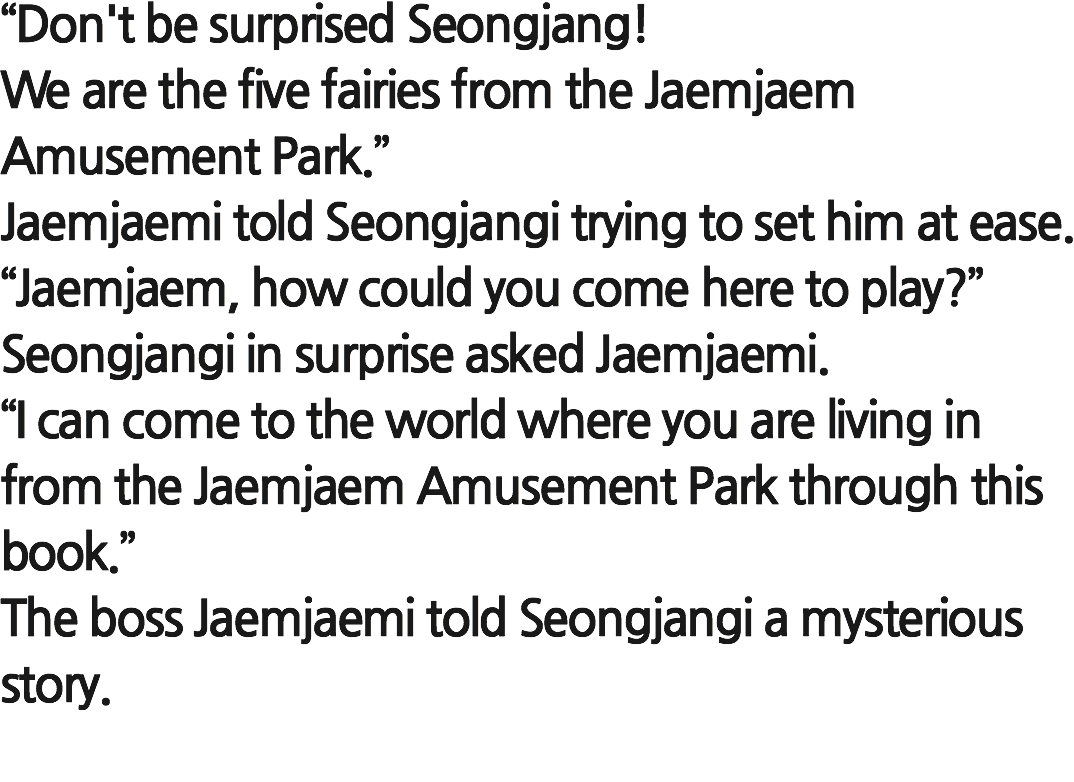 “Don't be surprised Seongjang!
We are the five fairies from the Jaemjaem
Amusement Park.”
Jaemjaemi told Seongjangi trying to set him at ease.
“Jaemjaem, how could you come here to play?”
Seongjangi in surprise asked Jaemjaemi.
“I can come to the world where you are living in
from the Jaemjaem Amusement Park through this
book.”
The boss Jaemjaemi told Seongjangi a mysterious
story.